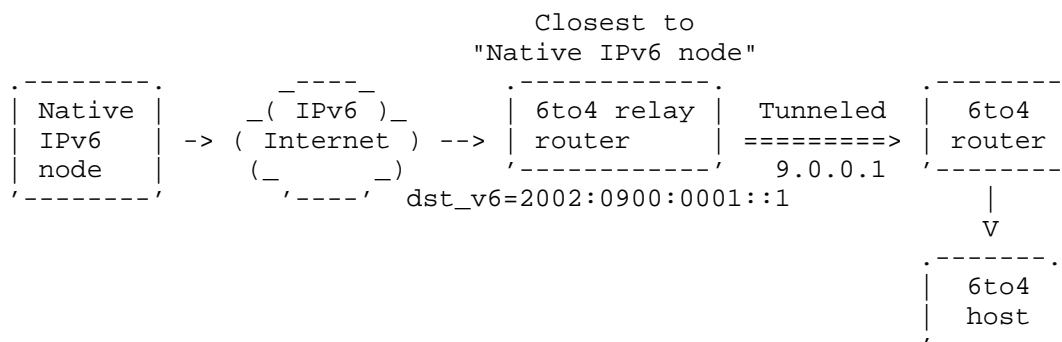 Closest to
"Native IPv6 node"
Native _( IPv6 )_ 6to4 relay Tunneled 6to4
IPv6 -> ( Internet ) --> router =========> router
node (_ _) 9.0.0.1
dst_v6=2002:0900:0001::1
V
6to4
host